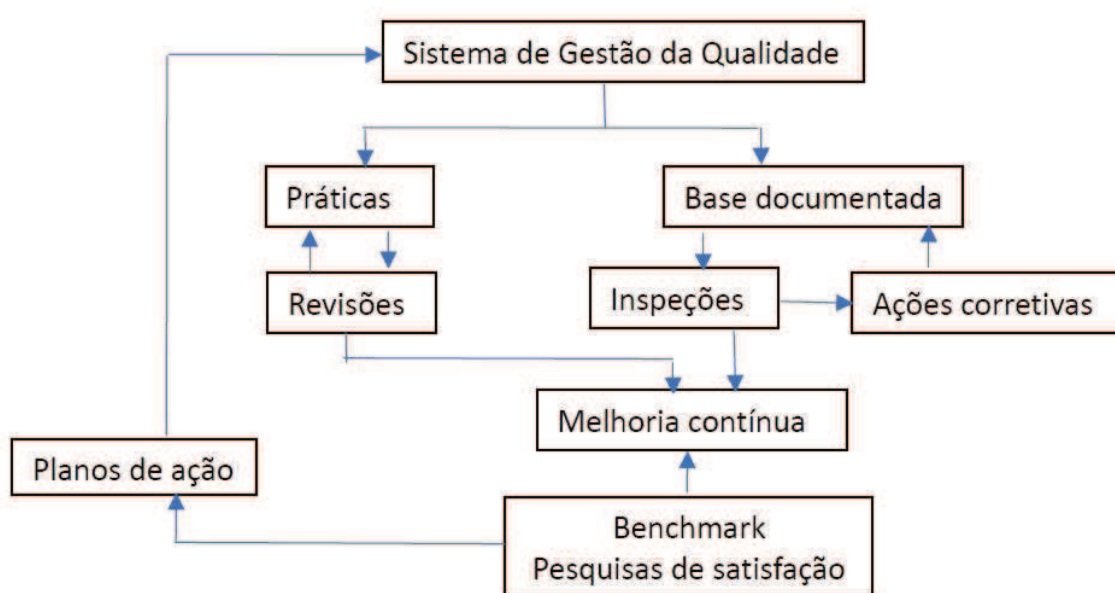 Sistema de Gestão da Qualidade
Práticas
Base documentada
Revisões
Inspeções
Ações corretivas
Melhoria contínua
Planos de ação
Benchmark
Pesquisas de satisfação